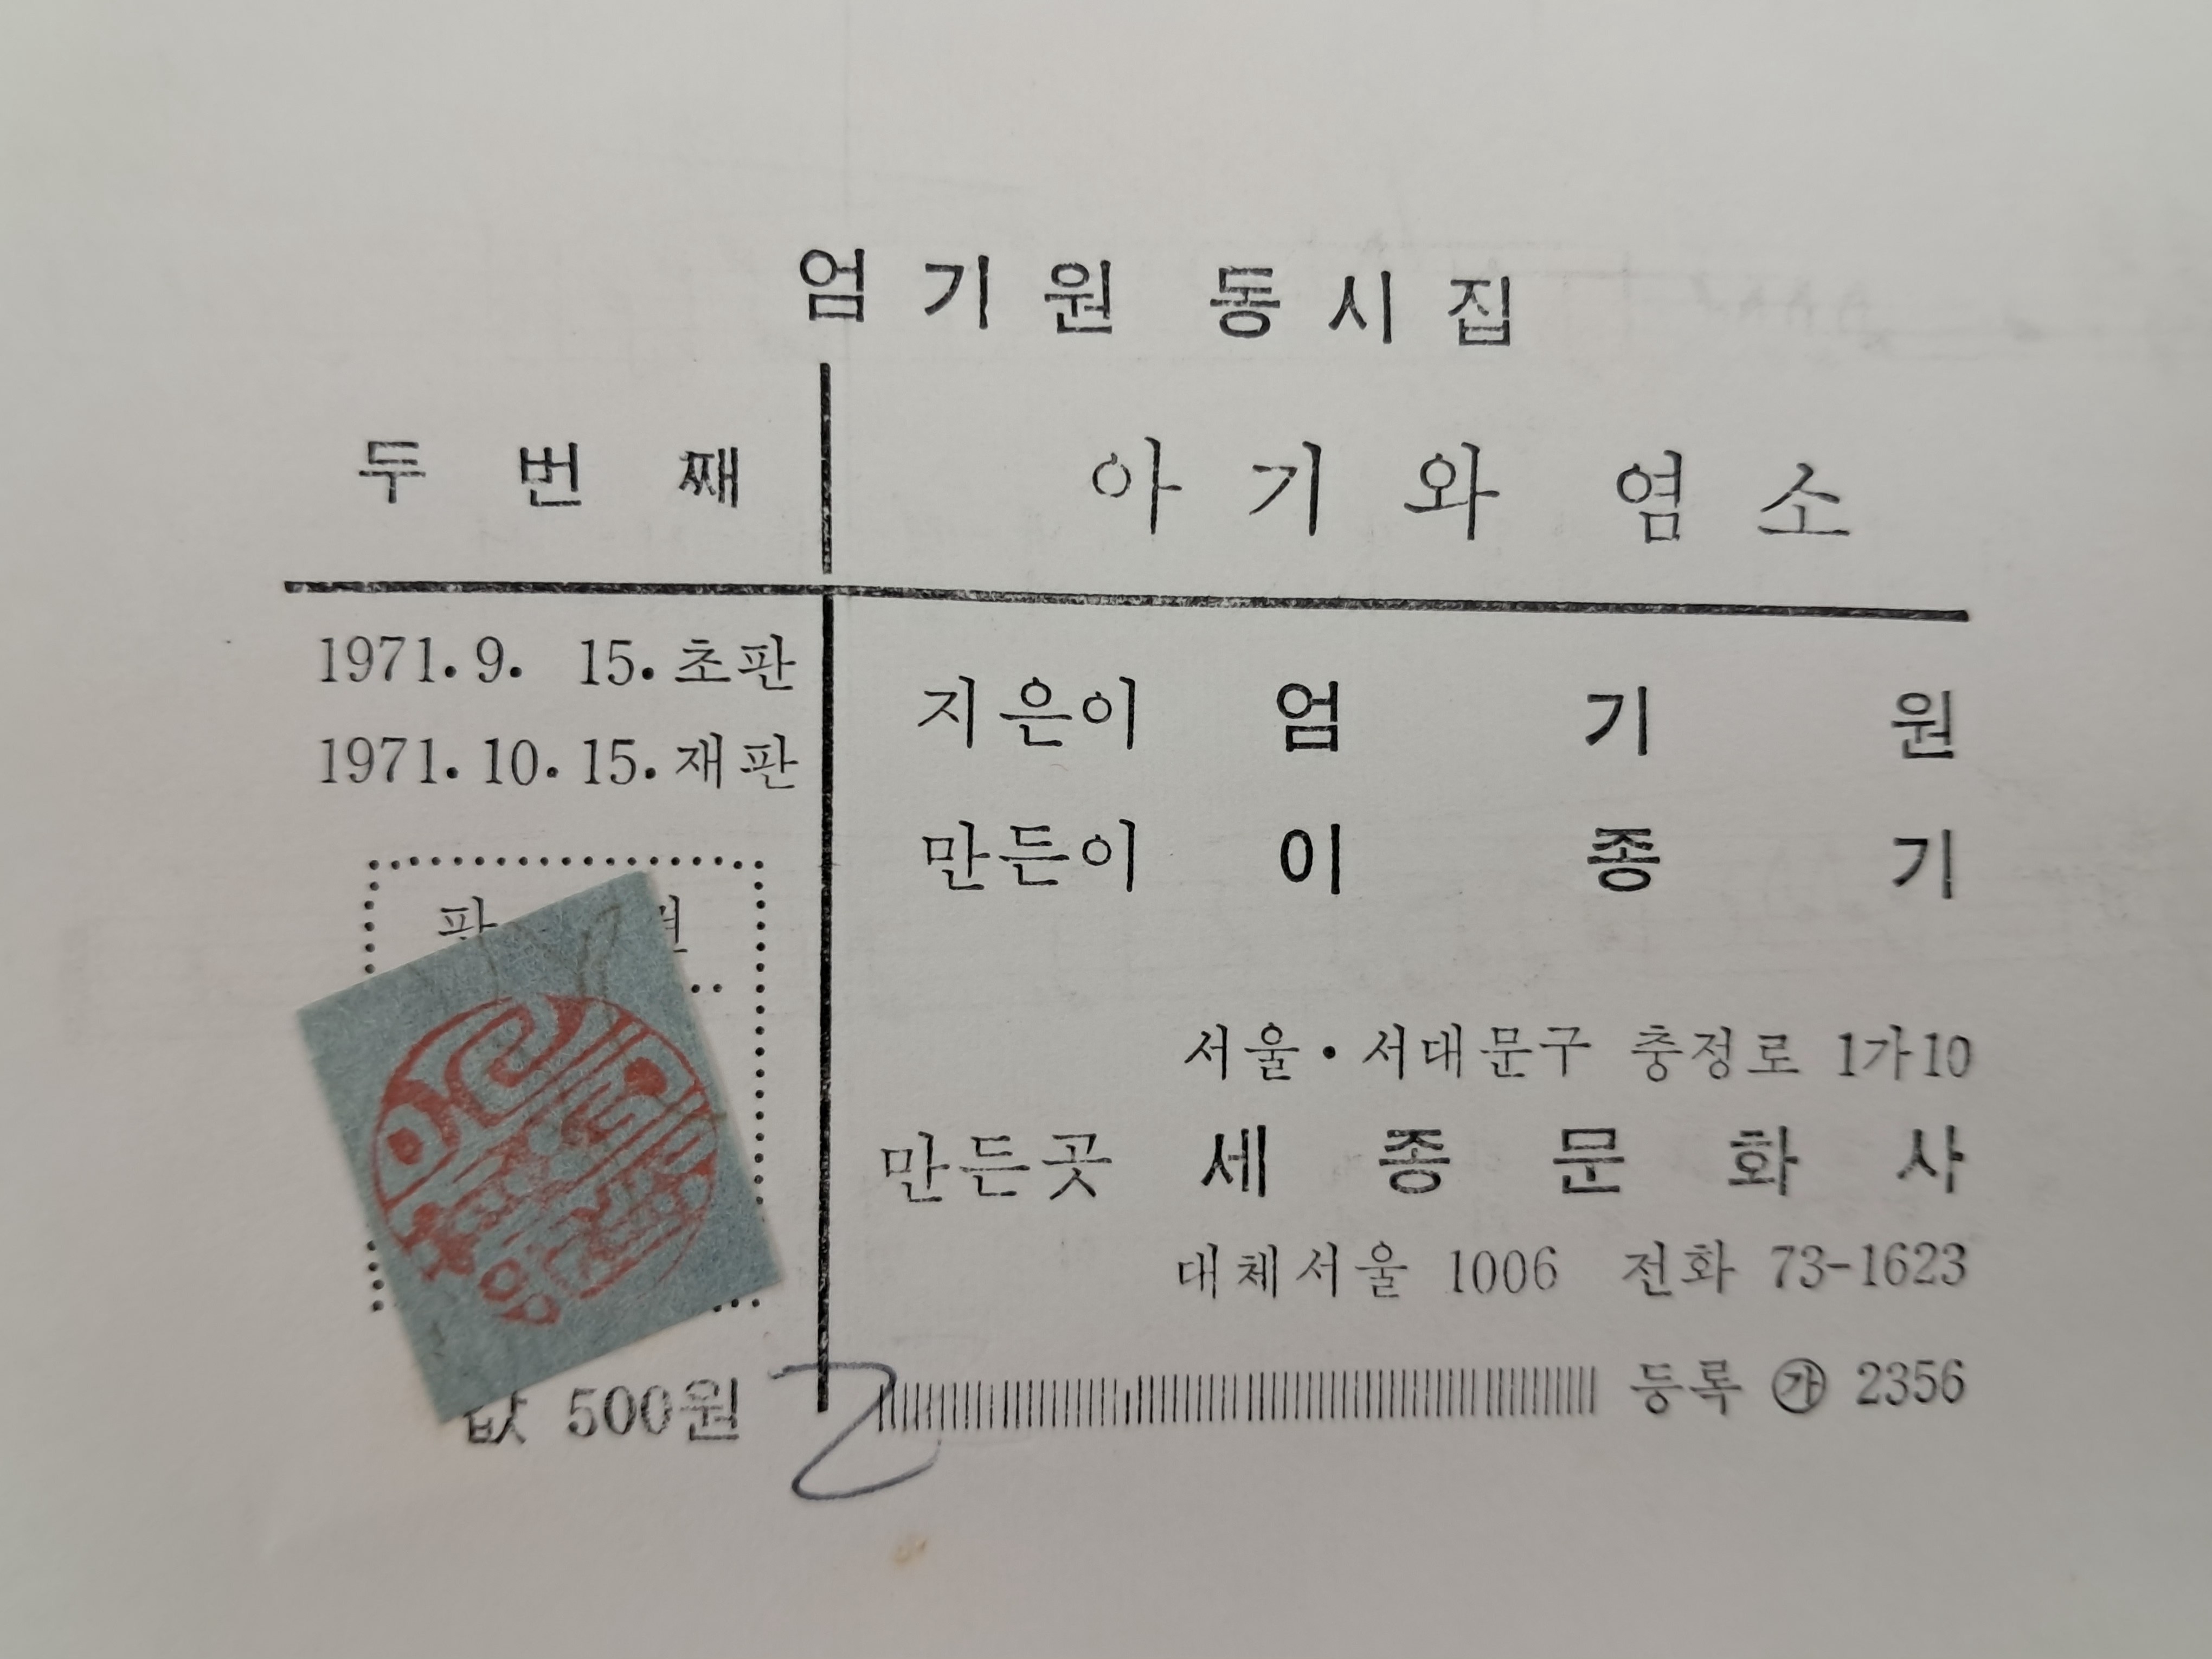 엄기원 동시집
두번째
아기와 염소
1971. 9. 15. 초판
1971. 10. 15. 재판
지은이 엄기원
만든이 이종기
서울·서대문구 충정로 1가10
만든곳 세종문화사
대체서울 1006 전화 73-1623
값 500원
등록 ㉮ 2356